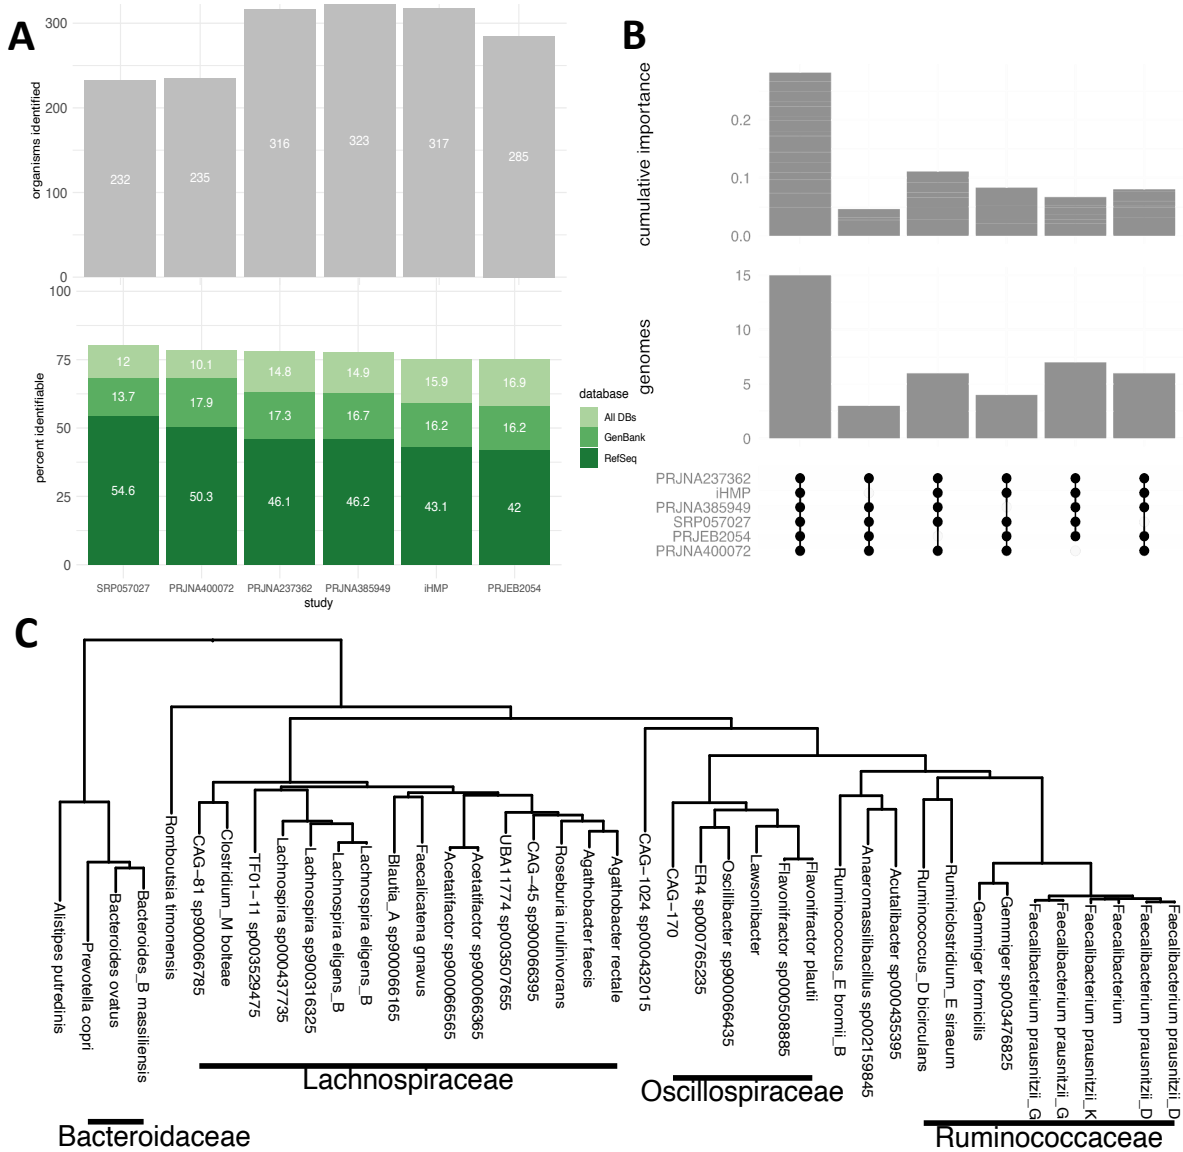 A
organisms identified
300
200
100
0
232
235
316
323
317
285
percent identifiable
100
75
50
25
0
12
10.1
14.8
14.9
15.9
16.9
13.7
17.9
17.3
16.7
16.2
16.2
54.6
50.3
46.1
46.2
43.1
42
SRP057027
PRJNA400072
PRJNA237362
PRJNA385949
iHMP
PRJEB2054
study
database
All DBs
GenBank
RefSeq
B
cumulative importance
0.2
0.1
0.0
genomes
15
10
5
0
PRJNA237362
iHMP
PRJNA385949
SRP057027
PRJEB2054
PRJNA400072
C
Alistipes putredinis
Prevotella copri
Bacteroides ovatus
Bacteroides_B massiliensis
Romboutsia timonensis
CAG-81 sp900066785
Clostridium_M bolteae
TF01-11 sp003529475
Lachnospira sp000437735
Lachnospira sp900316325
Lachnospira eligens_B
Lachnospira eligens_B
Blautia_A sp900066165
Faecalicatena gnavus
Acetatifactor sp900066565
Acetatifactor sp900066365
UBA11774 sp003507655
CAG-45 sp900066395
Roseburia inulinivorans
Agathobacter faecis
Agathobacter rectale
CAG-1024 sp000432015
CAG-170
ER4 sp000765235
Oscillibacter sp900066435
Lawsonibacter
Flavonifractor sp000508885
Flavonifractor plautii
Ruminococcus_E bromii_B
Anaeromassilibacillus sp002159845
Acutalibacter sp000435395
Ruminococcus_D bicirculans
Ruminiclostridium_E siraeum
Gemmiger formicilis
Gemmiger sp003476825
Faecalibacterium prausnitzii_G
Faecalibacterium prausnitzii_G
Faecalibacterium prausnitzii_K
Faecalibacterium
Faecalibacterium prausnitzii_D
Faecalibacterium prausnitzii_D
Lachnospiraceae
Oscillospiraceae
Bacteroidaceae
Ruminococcaceae